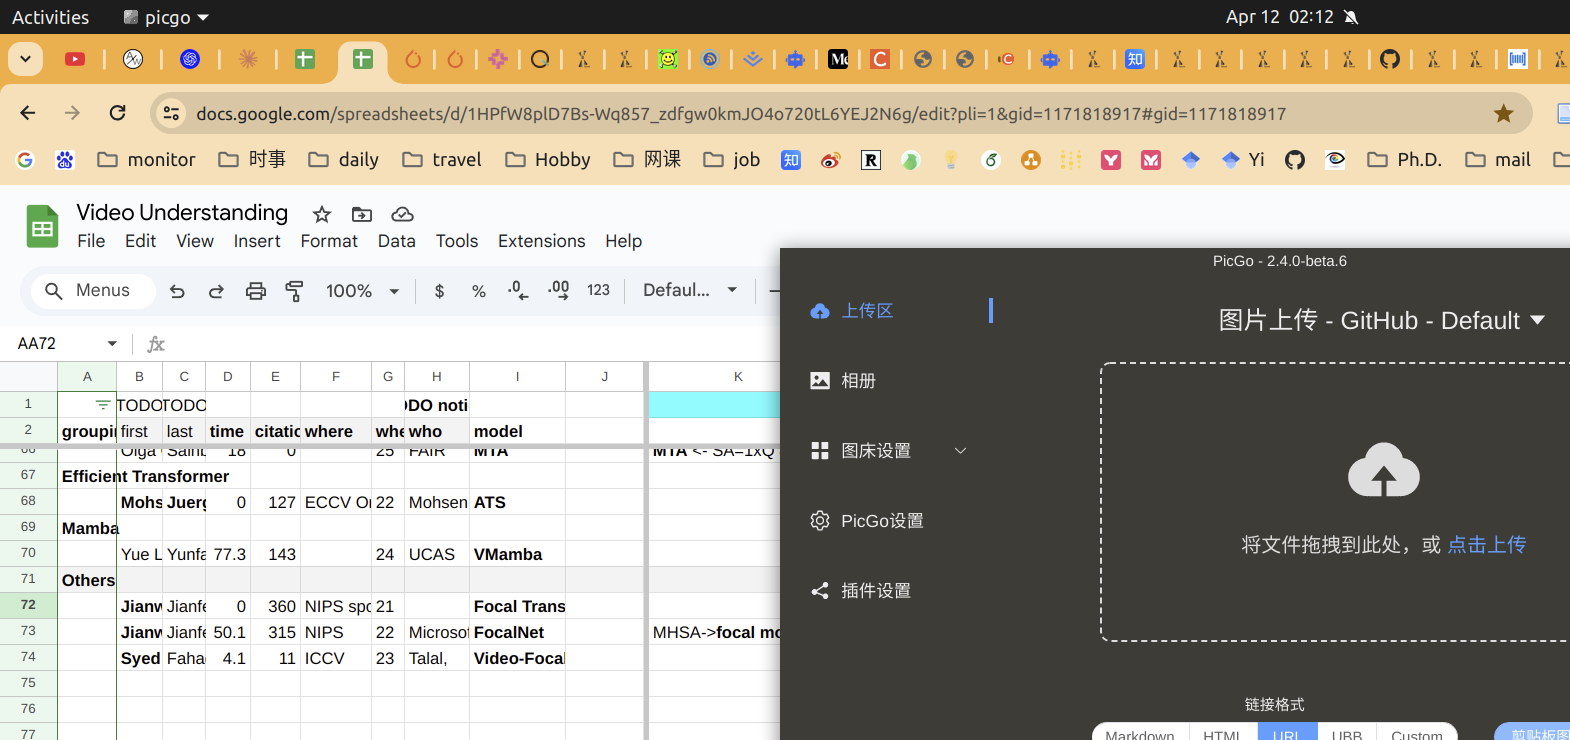 Activities picgo Apr 12 02:12
docs.google.com/spreadsheets/d/1HPfW8plD7Bs-Wq857_zdfgw0kmJO4o720tL6YEJ2N6g/edit?pli=1&gid=1171818917#gid=1171818917
monitor 时事 daily travel Hobby 网课 job 知 R Yi Ph.D. mail
Video Understanding
File Edit View Insert Format Data Tools Extensions Help
Menus 100% $ % .0 .00 123 Defaul...
AA72 fx
A B C D E F G H I J K
1 TODO TODO DDO noti
2 groupi first last time citatio where whe who model
66 Olga Sainb 18 0 25 FAIR MTA MTA <- SA=1xQ
67 Efficient Transformer
68 Mohs Juerg 0 127 ECCV Or 22 Mohsen ATS
69 Mamba
70 Yue L Yunfa 77.3 143 24 UCAS VMamba
71 Others
72 Jianw Jianfe 0 360 NIPS spo 21 Focal Trans
73 Jianw Jianfe 50.1 315 NIPS 22 Microsof FocalNet MHSA->focal mo
74 Syed Faha 4.1 11 ICCV 23 Talal, Video-Focal
75
76
77
PicGo - 2.4.0-beta.6
上传区
图片上传 - GitHub - Default
相册
图床设置
PicGo设置
将文件拖拽到此处，或 点击上传
插件设置
链接格式
Markdown HTML URL UBB Custom 剪贴板图